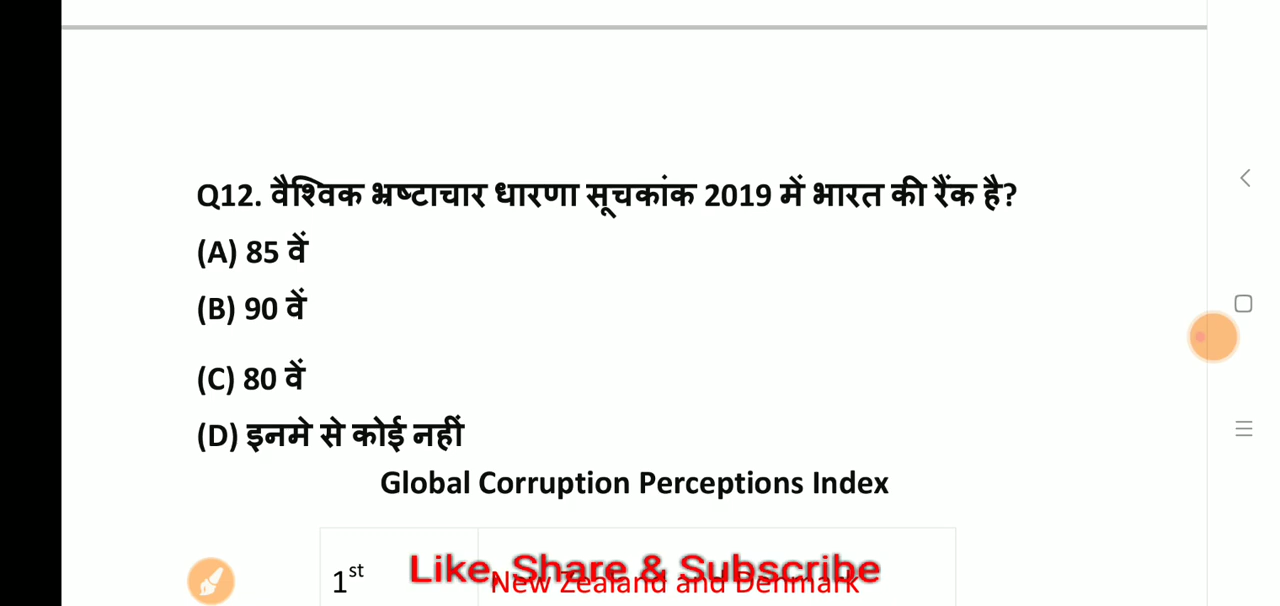 Q12. वैश्विक भ्रष्टाचार धारणा सूचकांक 2019 में भारत की रैंक है?
(A) 85 वें
(B) 90 वें
(C) 80 वें
(D) इनमे से कोई नहीं
Global Corruption Perceptions Index
1st
New Zealand and Denmark
Like, Share & Subscribe